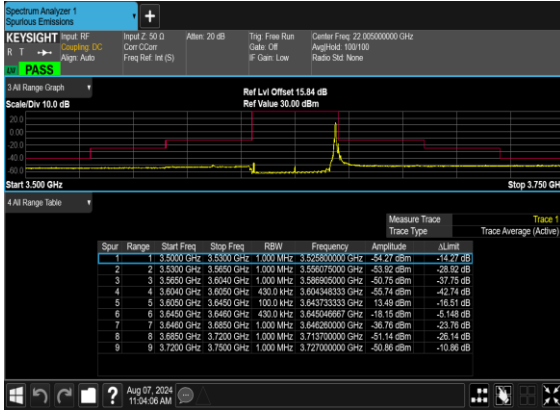 Spectrum Analyzer 1
Spurious Emissions
+
KEYSIGHT Input: RF Input Z: 50 Ω Atten: 20 dB Trig: Free Run Center Freq: 22.005000000 GHz
R T Coupling: DC Corr CCorr Gate: Off Avg|Hold: 100/100
Align: Auto Freq Ref: Int (S) IF Gain: Low Radio Std: None
PASS
3 All Range Graph
Ref Lvl Offset 15.84 dB
Scale/Div 10.0 dB Ref Value 30.00 dBm
20.0
0.00
-20.0
-40.0
-60.0
Start 3.500 GHz Stop 3.750 GH
4 All Range Table
Measure Trace Trace 1
Trace Type Trace Average (Active)
Spur Range Start Freq Stop Freq RBW Frequency Amplitude ΔLimit
1 1 3.5000 GHz 3.5300 GHz 1.000 MHz 3.525800000 GHz -54.27 dBm -14.27 dB
2 2 3.5300 GHz 3.5650 GHz 1.000 MHz 3.556075000 GHz -53.92 dBm -28.92 dB
3 3 3.5650 GHz 3.6040 GHz 1.000 MHz 3.586905000 GHz -50.75 dBm -37.75 dB
4 4 3.6040 GHz 3.6050 GHz 430.0 kHz 3.604348333 GHz -55.74 dBm -42.74 dB
5 5 3.6050 GHz 3.6450 GHz 100.0 kHz 3.643733333 GHz 13.49 dBm -16.51 dB
6 6 3.6450 GHz 3.6460 GHz 430.0 kHz 3.645046667 GHz -18.15 dBm -5.148 dB
7 7 3.6460 GHz 3.6850 GHz 1.000 MHz 3.646260000 GHz -36.76 dBm -23.76 dB
8 8 3.6850 GHz 3.7200 GHz 1.000 MHz 3.713700000 GHz -51.14 dBm -26.14 dB
9 9 3.7200 GHz 3.7500 GHz 1.000 MHz 3.727000000 GHz -50.86 dBm -10.86 dB
? Aug 07, 2024
11:04:06 AM